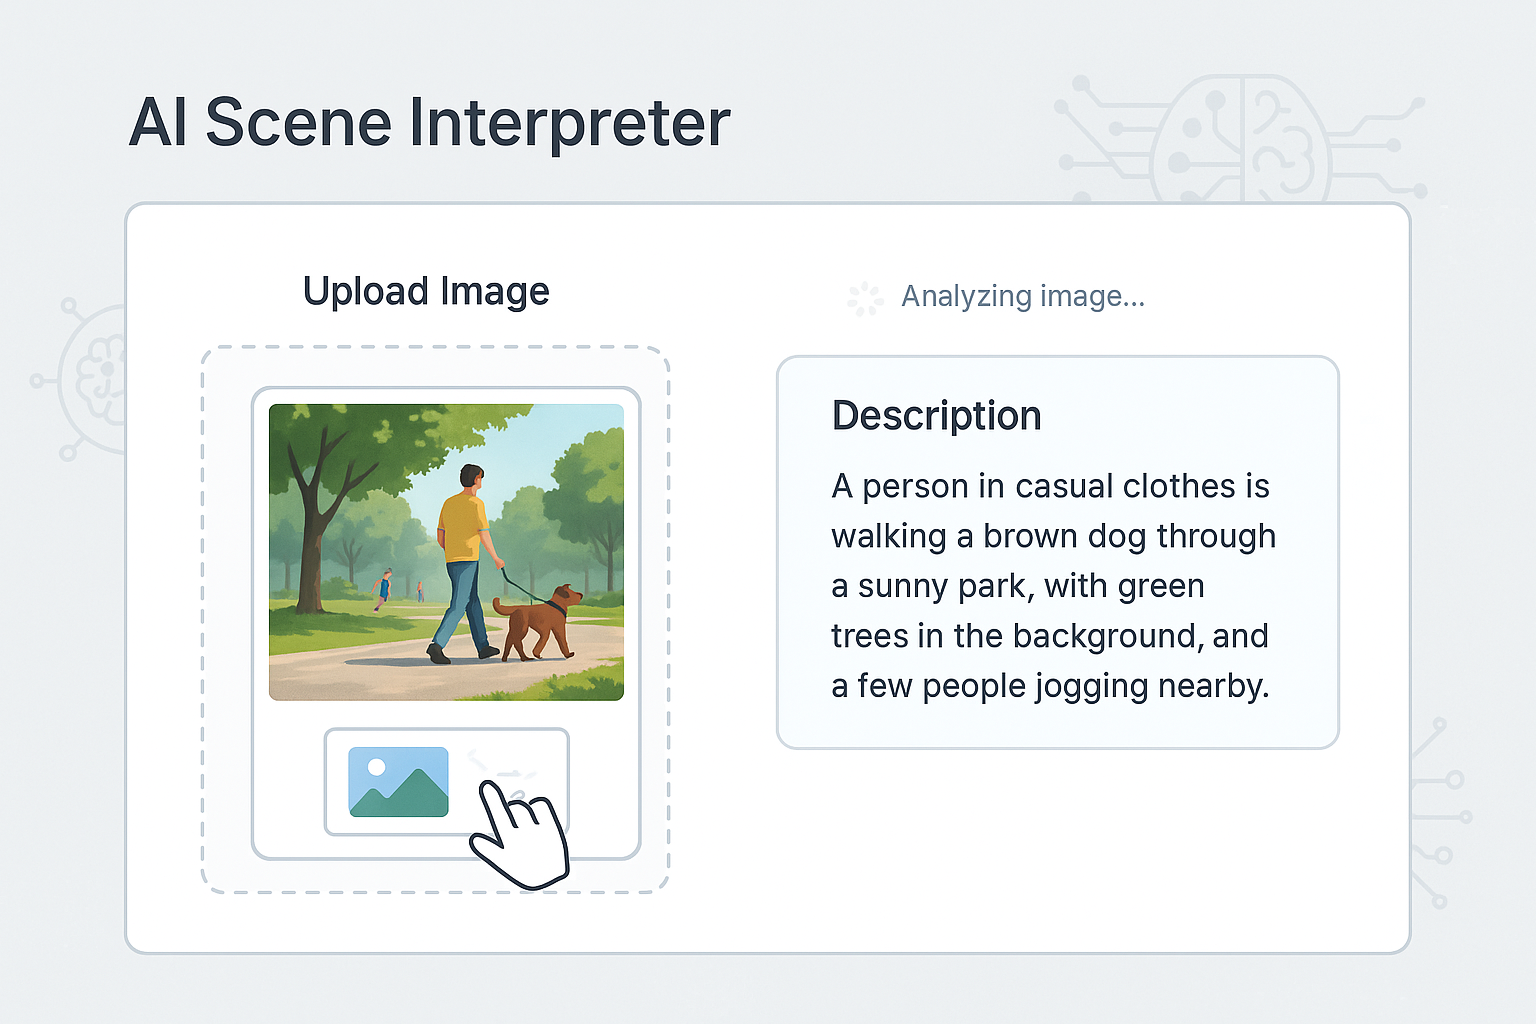 AI Scene Interpreter
Upload Image
Analyzing image...
Description
A person in casual clothes is
walking a brown dog through
a sunny park, with green
trees in the background, and
a few people jogging nearby.